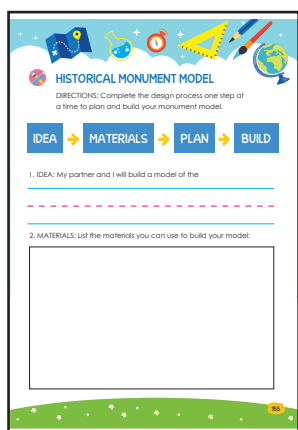 HISTORICAL MONUMENT MODEL
DIRECTIONS: Complete the design process one step at
a time to plan and build your monument model.
IDEA MATERIALS PLAN BUILD
1. IDEA: My partner and I will build a model of the
2. MATERIALS: List the materials you can use to build your model:
155